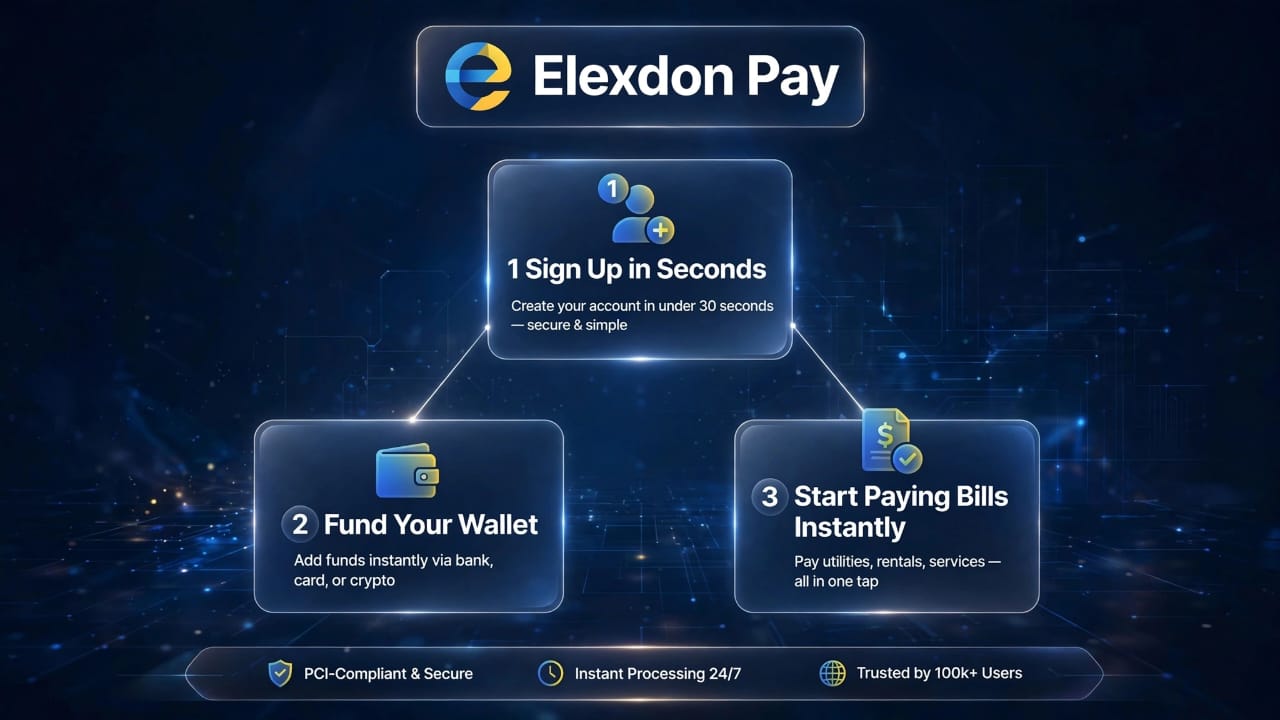 Elexdon Pay
1
1 Sign Up in Seconds
Create your account in under 30 seconds
— secure & simple
2 Fund Your Wallet
Add funds instantly via bank,
card, or crypto
$
3 Start Paying Bills
Instantly
Pay utilities, rentals, services —
all in one tap
PCI-Compliant & Secure
Instant Processing 24/7
Trusted by 100k+ Users